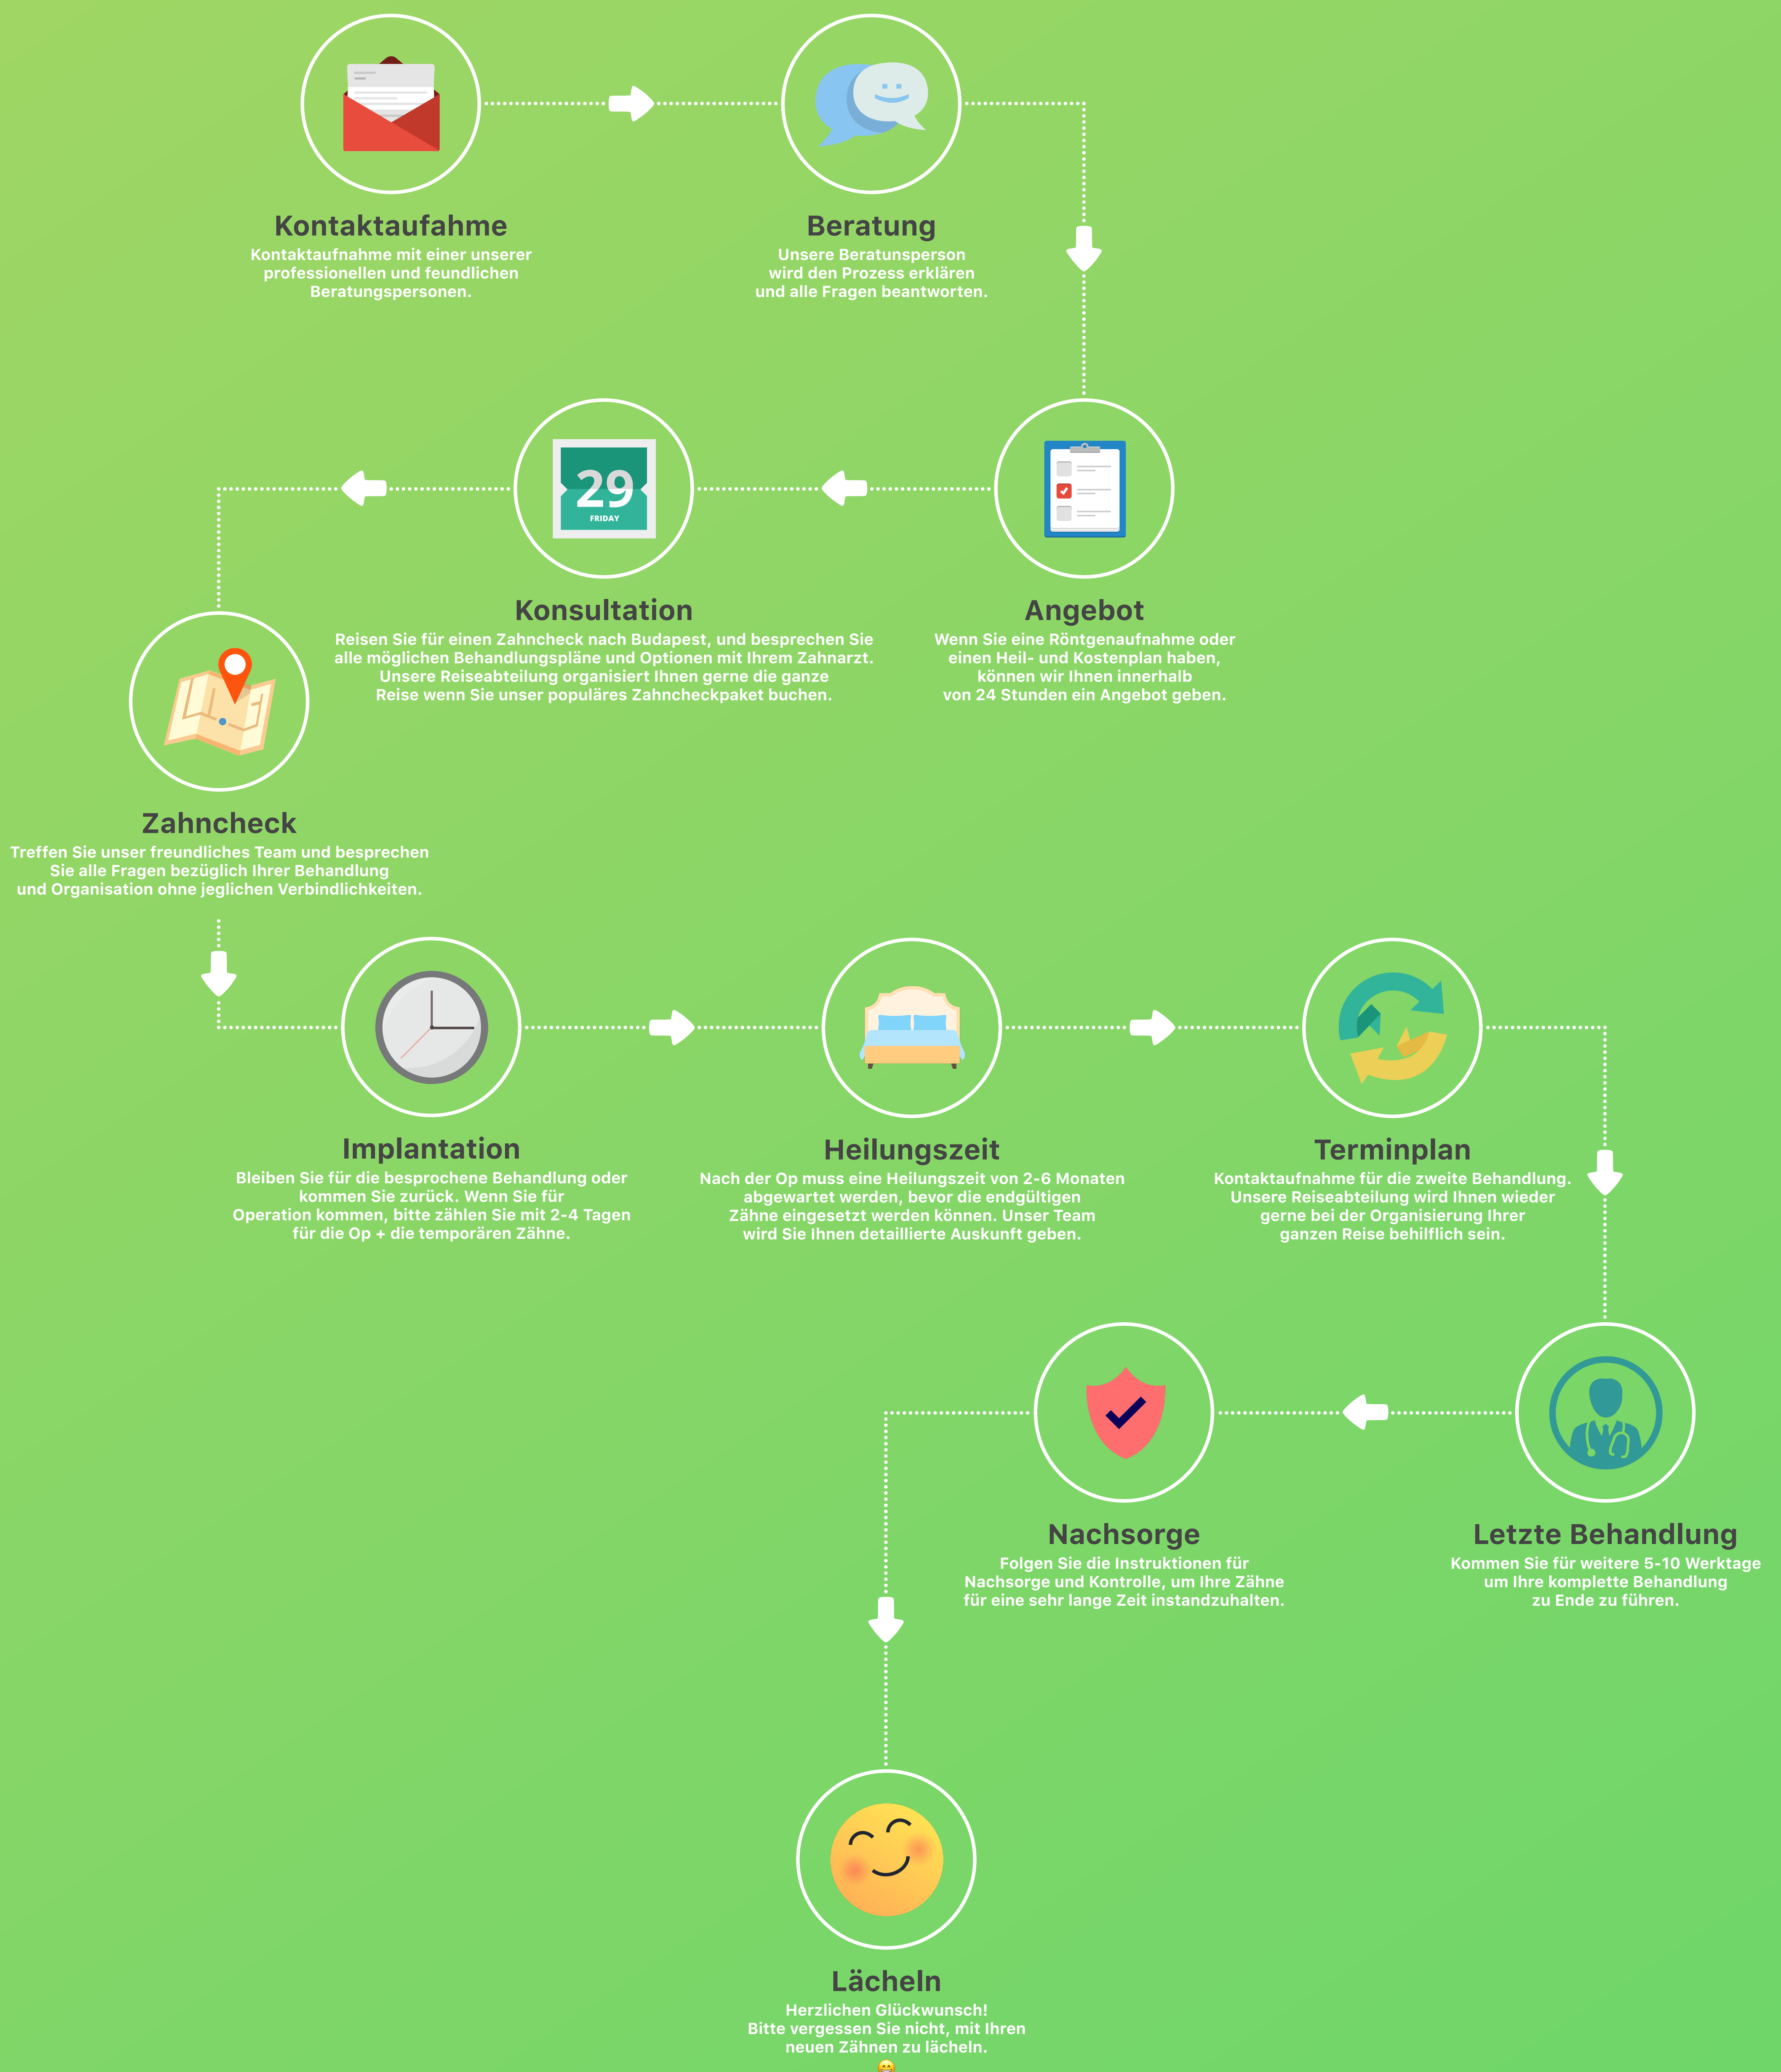 Kontaktaufahme
Kontaktaufnahme mit einer unserer
professionellen und feundlichen
Beratungspersonen.
Beratung
Unsere Beratunsperson
wird den Prozess erklären
und alle Fragen beantworten.
Angebot
Wenn Sie eine Röntgenaufnahme oder
einen Heil- und Kostenplan haben,
können wir Ihnen innerhalb
von 24 Stunden ein Angebot geben.
29
FRIDAY
Konsultation
Reisen Sie für einen Zahncheck nach Budapest, und besprechen Sie
alle möglichen Behandlungspläne und Optionen mit Ihrem Zahnarzt.
Unsere Reiseabteilung organisiert Ihnen gerne die ganze
Reise wenn Sie unser populäres Zahncheckpaket buchen.
Zahncheck
Treffen Sie unser freundliches Team und besprechen
Sie alle Fragen bezüglich Ihrer Behandlung
und Organisation ohne jeglichen Verbindlichkeiten.
Implantation
Bleiben Sie für die besprochene Behandlung oder
kommen Sie zurück. Wenn Sie für
Operation kommen, bitte zählen Sie mit 2-4 Tagen
für die Op + die temporären Zähne.
Heilungszeit
Nach der Op muss eine Heilungszeit von 2-6 Monaten
abgewartet werden, bevor die endgültigen
Zähne eingesetzt werden können. Unser Team
wird Sie Ihnen detaillierte Auskunft geben.
Terminplan
Kontaktaufnahme für die zweite Behandlung.
Unsere Reiseabteilung wird Ihnen wieder
gerne bei der Organisierung Ihrer
ganzen Reise behilflich sein.
Letzte Behandlung
Kommen Sie für weitere 5-10 Werktage
um Ihre komplette Behandlung
zu Ende zu führen.
Nachsorge
Folgen Sie die Instruktionen für
Nachsorge und Kontrolle, um Ihre Zähne
für eine sehr lange Zeit instandzuhalten.
Lächeln
Herzlichen Glückwunsch!
Bitte vergessen Sie nicht, mit Ihren
neuen Zähnen zu lächeln.